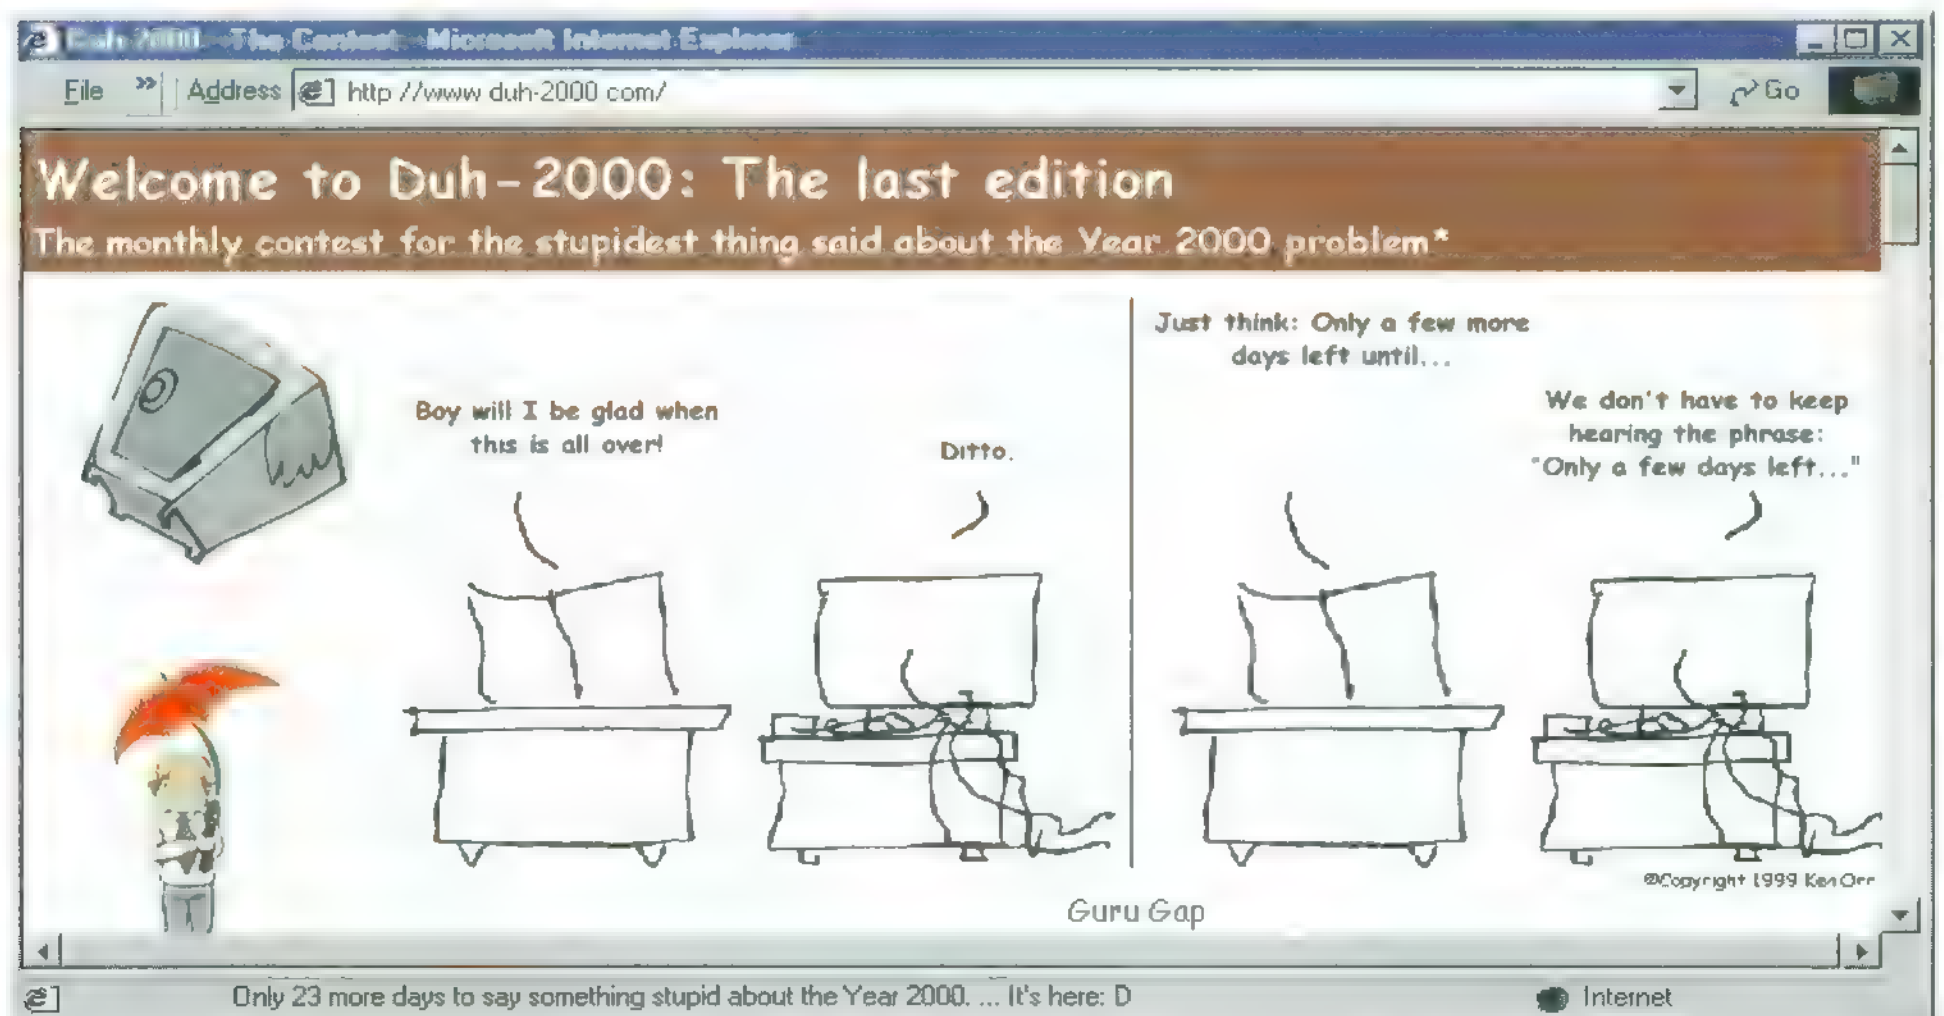 Duh-2000 - The Contest - Microsoft Internet Explorer
File » Address http //www duh-2000 com/ Go
Welcome to Duh-2000: The last edition
The monthly contest for the stupidest thing said about the Year 2000 problem*
Boy will I be glad when
this is all over!
Ditto.
Just think: Only a few more
days left until...
We don't have to keep
hearing the phrase:
"Only a few days left..."
©Copyright 1999 Ken Orr
Guru Gap
Only 23 more days to say something stupid about the Year 2000. ... It's here: D
Internet